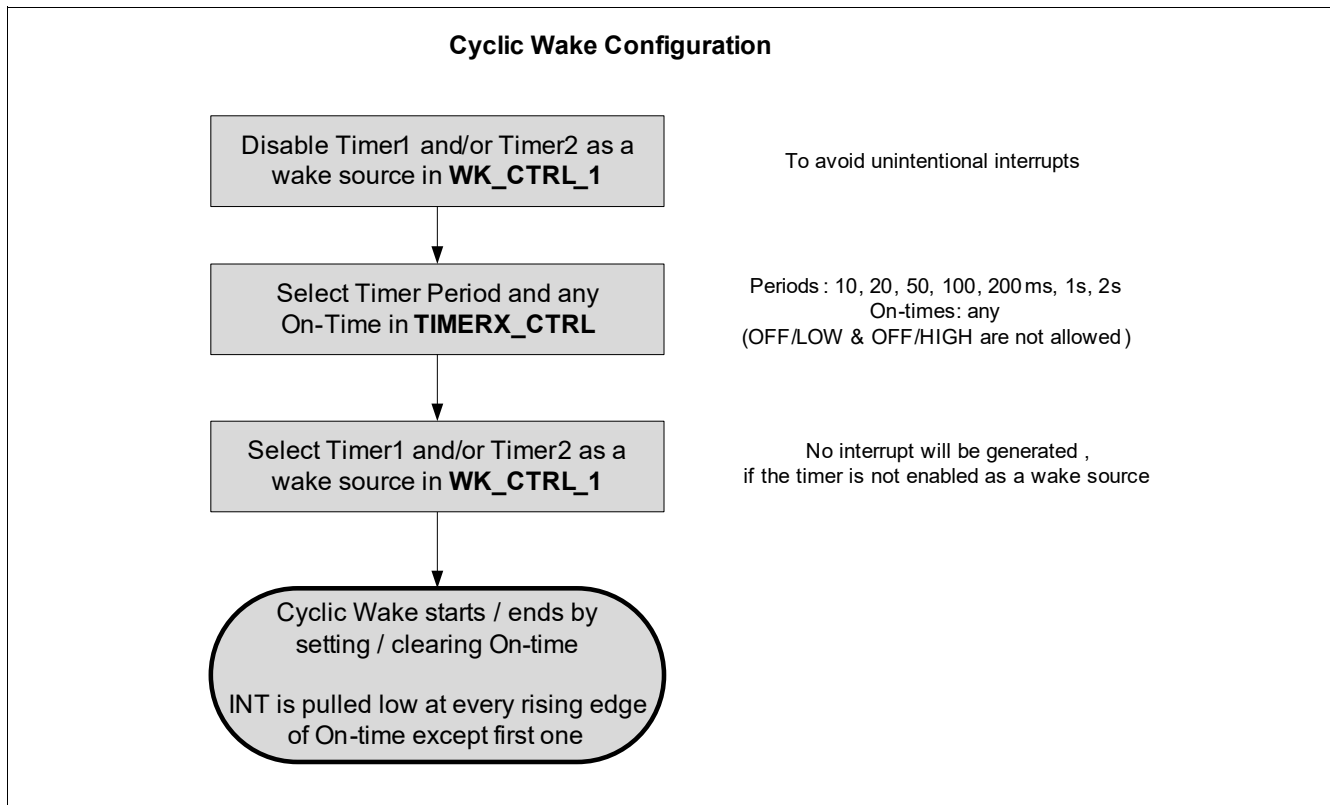 Cyclic Wake Configuration
Disable Timer1 and/or Timer2 as a
wake source in WK_CTRL_1
To avoid unintentional interrupts
Select Timer Period and any
On-Time in TIMERX_CTRL
Periods : 10, 20, 50, 100, 200 ms, 1s, 2s
On-times: any
(OFF/LOW & OFF/HIGH are not allowed )
Select Timer1 and/or Timer2 as a
wake source in WK_CTRL_1
No interrupt will be generated ,
if the timer is not enabled as a wake source
Cyclic Wake starts / ends by
setting / clearing On-time
INT is pulled low at every rising edge
of On-time except first one